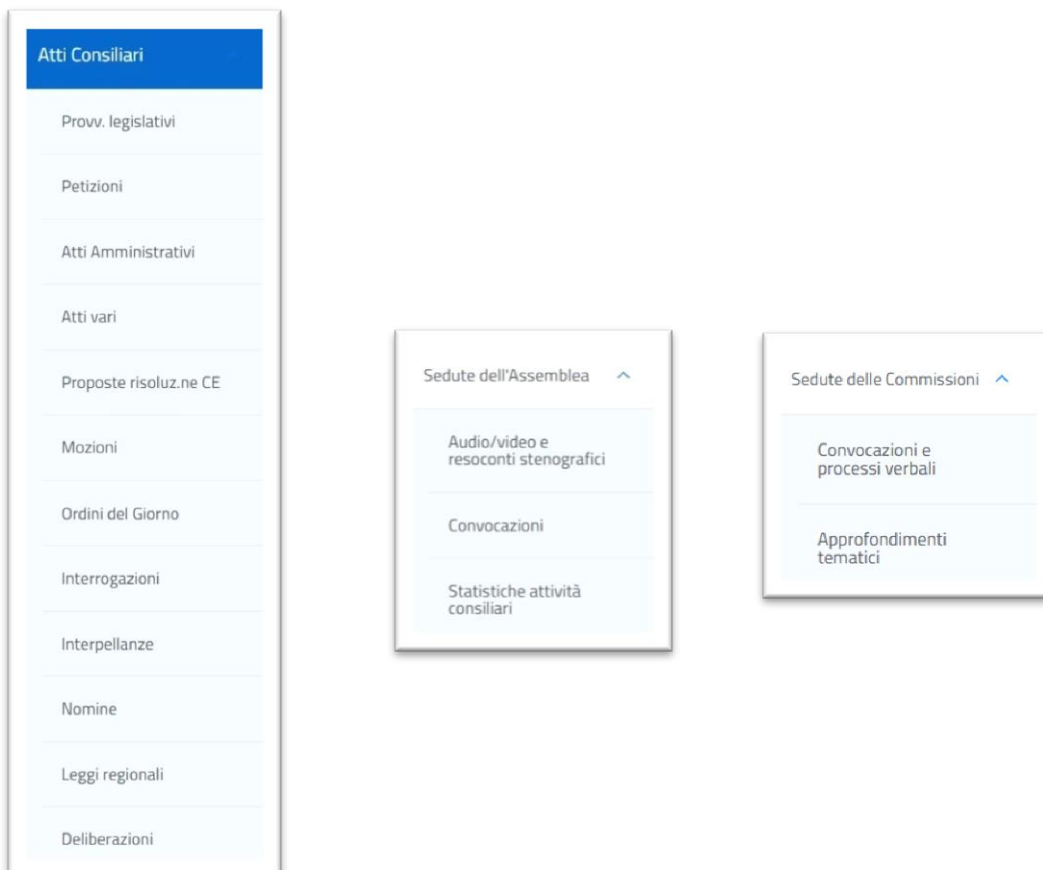 Atti Consiliari
Provv. legislativi
Petizioni
Atti Amministrativi
Atti vari
Proposte risoluz.ne CE
Mozioni
Ordini del Giorno
Interrogazioni
Interpellanze
Nomine
Leggi regionali
Deliberazioni
Sedute dell'Assemblea
Audio/video e
resoconti stenografici
Convocazioni
Statistiche attività
consiliari
Sedute delle Commissioni
Convocazioni e
processi verbali
Approfondimenti
tematici